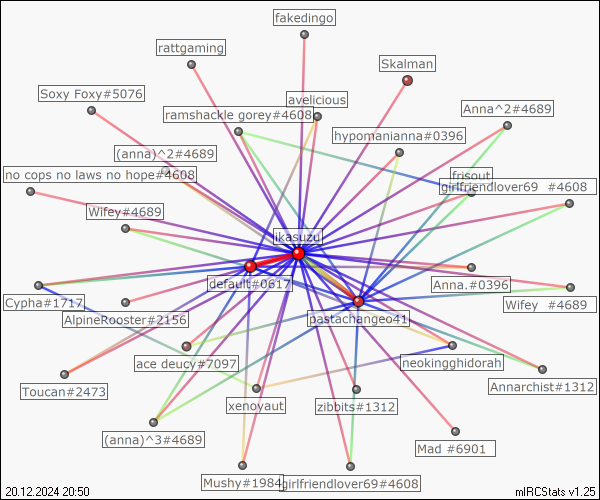 fakedingo
rattgaming
Skalman
Soxy Foxy#5076
avelicious
Anna^2#4689
ramshackle gorey#4608
hypomanianna#0396
(anna)^2#4689
frisout
no cops no laws no hope#4608
girlfriendlover69 #4608
Wifey#4689
ikasuzu
default#0617
Anna.#0396
Cypha#1717
Wifey #4689
AlpineRooster#2156
pastachangeo41
ace deucy#7097
neokingghidorah
Toucan#2473
Annarchist#1312
xenoyaut
zibbits#1312
(anna)^3#4689
Mad #6901
Mushy#1984
girlfriendlover69#4608
20.12.2024 20:50
mIRCStats v1.25